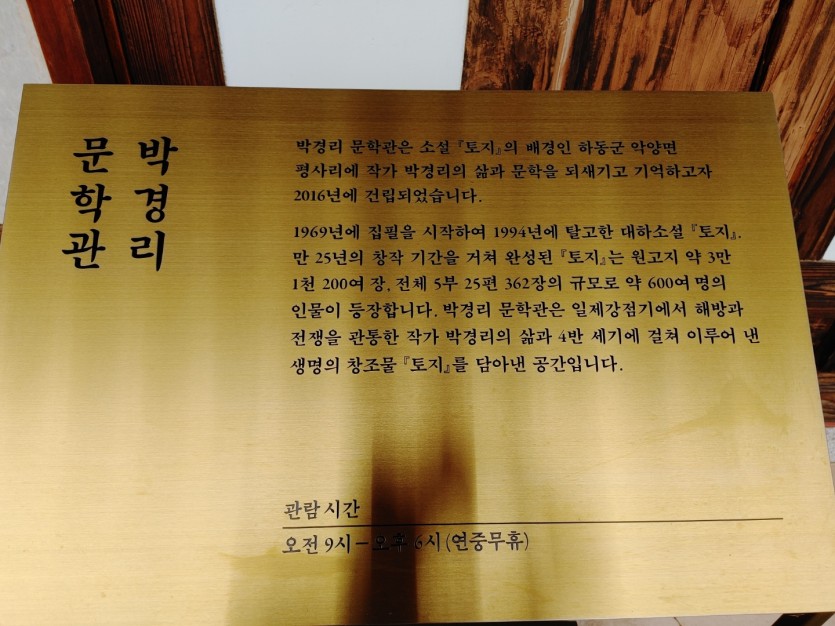 박경리
문학관
박경리 문학관은 소설 『토지』의 배경인 하동군 악양면
평사리에 작가 박경리의 삶과 문학을 되새기고 기억하고자
2016년에 건립되었습니다.
1969년에 집필을 시작하여 1994년에 탈고한 대하소설 『토지』.
만 25년의 창작 기간을 거쳐 완성된 『토지』는 원고지 약 3만
1천 200여 장, 전체 5부 25편 362장의 규모로 약 600여 명의
인물이 등장합니다. 박경리 문학관은 일제강점기에서 해방과
전쟁을 관통한 작가 박경리의 삶과 4반 세기에 걸쳐 이루어 낸
생명의 창조물 『토지』를 담아낸 공간입니다.
관람 시간
오전 9시 – 오후 6시 (연중무휴)